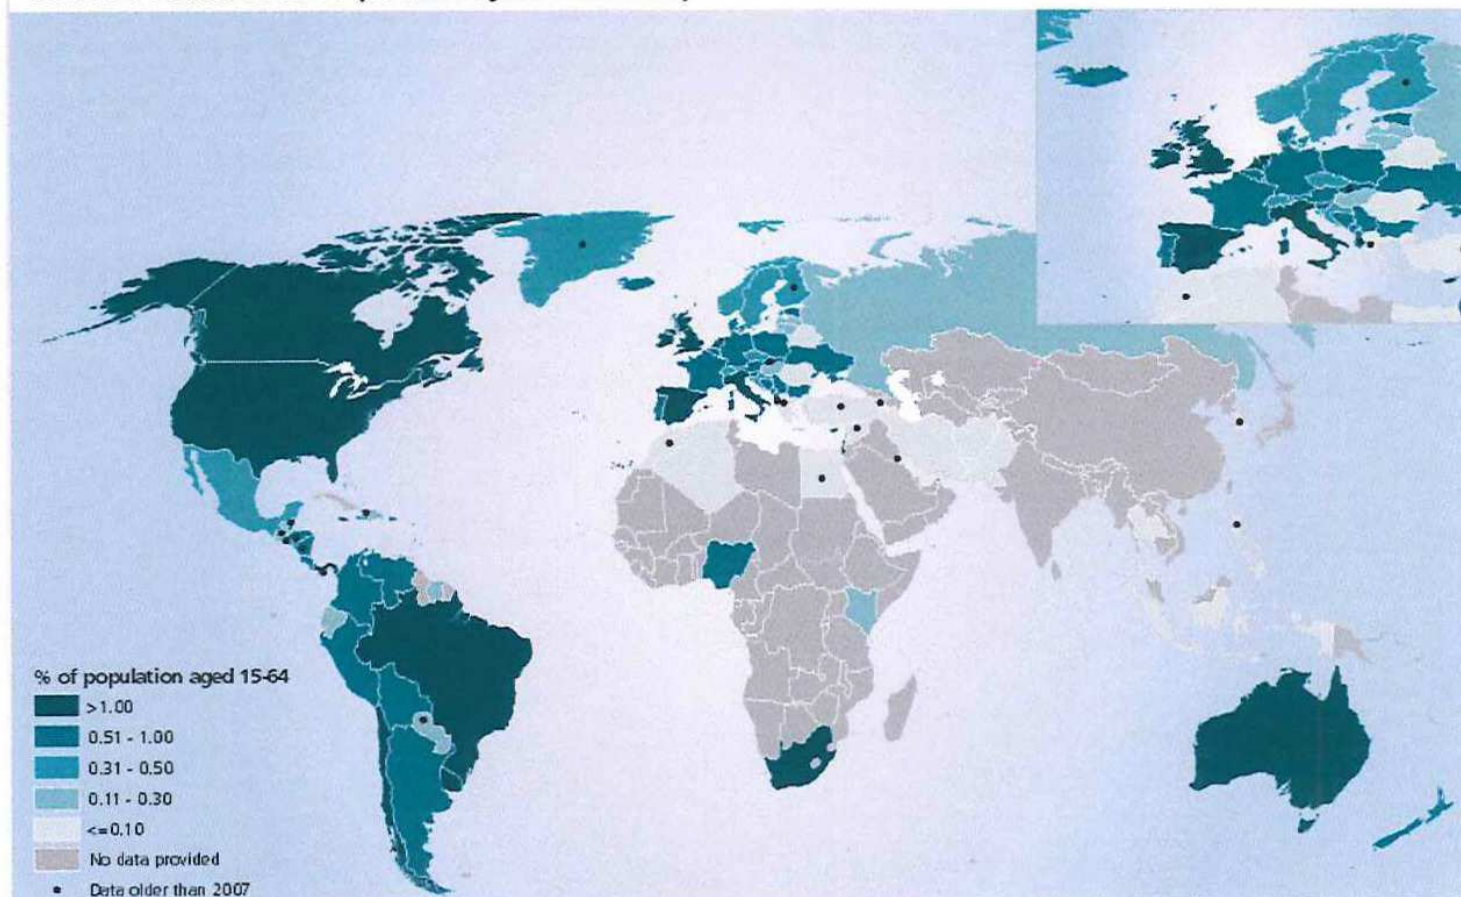 % of population aged 15-64
>1.00
0.51 - 1.00
0.31 - 0.50
0.11 - 0.30
<=0.10
No data provided
Data older than 2007